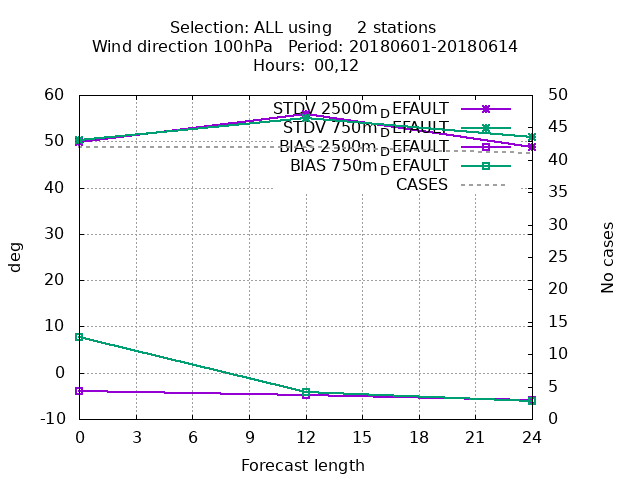 Selection: ALL using     2 stations
Wind direction 100hPa   Period: 20180601-20180614
Hours: 00,12
60
50
40
30
20
10
0
-10
deg
STDV 2500m_DEFAULT
STDV 750m_DEFAULT
BIAS 2500m_DEFAULT
BIAS 750m_DEFAULT
CASES
50
45
40
35
30
25
20
15
10
5
0
No cases
0 3 6 9 12 15 18 21 24
Forecast length